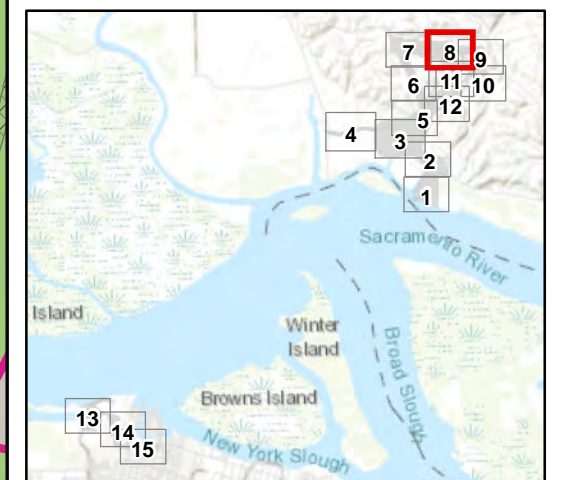 7 8 9
6 11 10
12
5
4 3
2
1
Sacramento River
Island
Winter
Island
Broad Slough
Browns Island
13
14
15
New York Slough